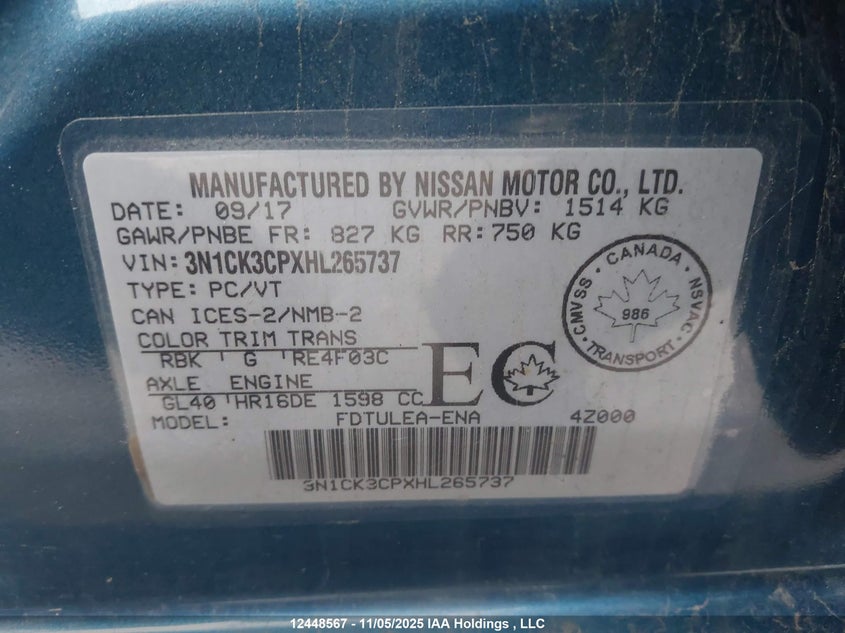 MANUFACTURED BY NISSAN MOTOR CO., LTD.
DATE: 09/17 GVWR/PNBV: 1514 KG
GAWR/PNBE FR: 827 KG RR: 750 KG
VIN: 3N1CK3CPXHL265737
TYPE: PC/VT
CAN ICES-2/NMB-2
COLOR TRIM TRANS
RBK G RE4F03C
AXLE ENGINE
GL40 HR16DE 1598 CC
EC
CANADA
CMVSS NSVAC
986
TRANSPORT
MODEL: FDTULEA-ENA 4Z000
3N1CK3CPXHL265737
12448567 - 11/05/2025 IAA Holdings , LLC